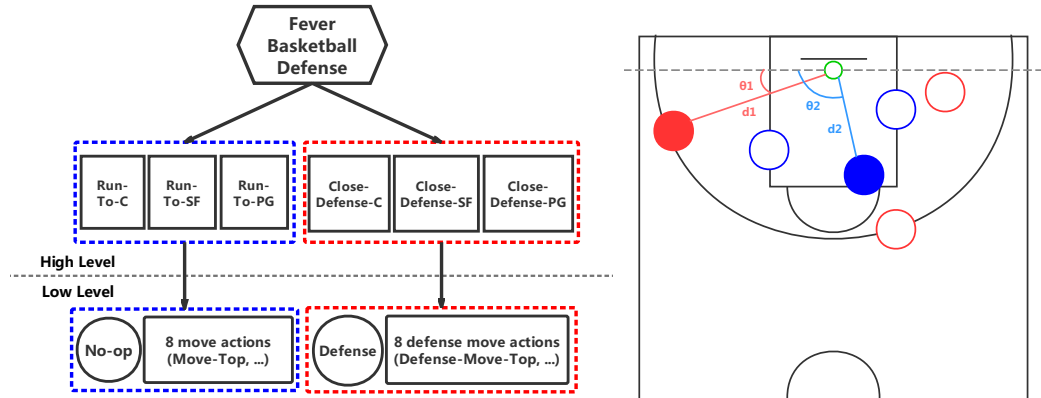 Fever
Basketball
Defense
Run-
To-C
Run-
To-SF
Run-
To-PG
Close-
Defense-C
Close-
Defense-SF
Close-
Defense-PG
High Level
Low Level
No-op
8 move actions
(Move-Top, ...)
Defense
8 defense move actions
(Defense-Move-Top, ...)
θ1
d1
θ2
d2